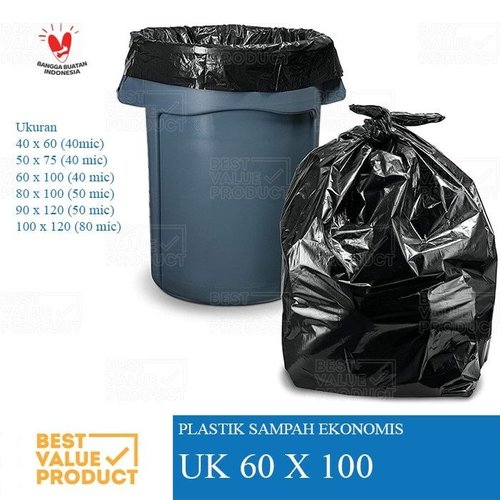 BANGGA BUATAN
INDONESIA
Ukuran
40 x 60 (40mic)
50 x 75 (40 mic)
60 x 100 (40 mic)
80 x 100 (50 mic)
90 x 120 (50 mic)
100 x 120 (80 mic)
BEST
VALUE
PRODUCT
PLASTIK SAMPAH EKONOMIS
UK 60 X 100